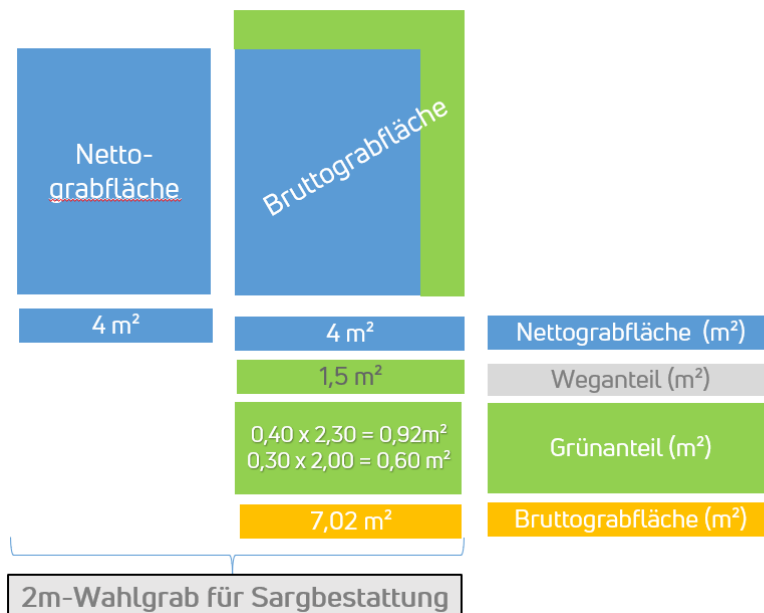 Netto-
grabfläche
Bruttograbfläche
4 m²
4 m²
Nettograbfläche (m²)
1,5 m²
Weganteil (m²)
0,40 x 2,30 = 0,92m²
0,30 x 2,00 = 0,60 m²
Grünanteil (m²)
7,02 m²
Bruttograbfläche (m²)
2m-Wahlgrab für Sargbestattung